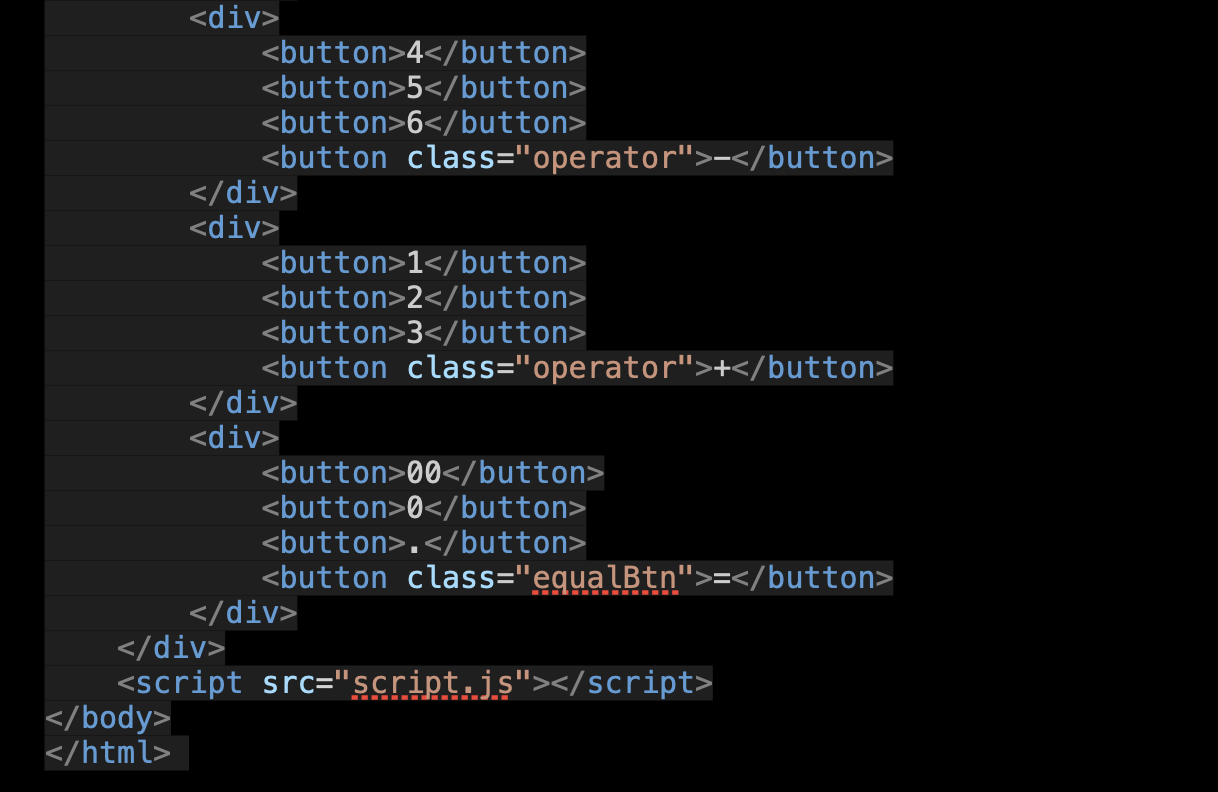 <div>
<button>4</button>
<button>5</button>
<button>6</button>
<button class="operator">-</button>
</div>
<div>
<button>1</button>
<button>2</button>
<button>3</button>
<button class="operator">+</button>
</div>
<div>
<button>00</button>
<button>0</button>
<button>.</button>
<button class="equalBtn">=</button>
</div>
</div>
<script src="script.js"></script>
</body>
</html>